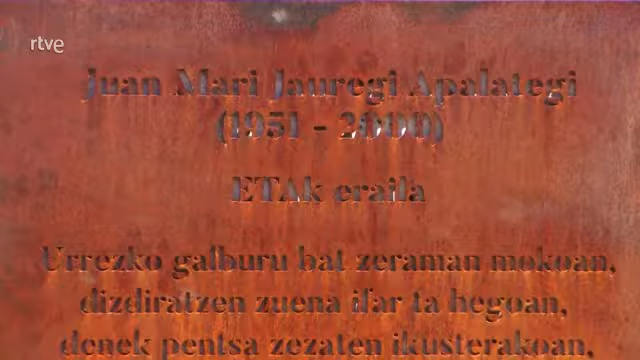 rtve
Juan Mari Jauregi Apalategi
(1951 - 2000)
ETAk eraila
Urrezko galburu bat zeraman mokoan,
dizdiratzen zuena ifar ta hegoan,
denek pentsa zezaten ikusterakoan,